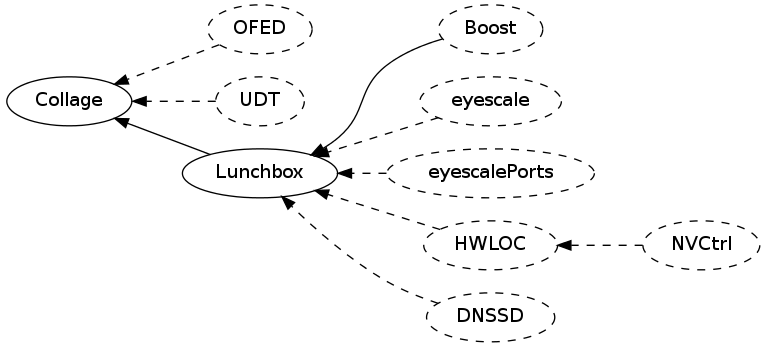 OFED
Boost
Collage
UDT
eyescale
Lunchbox
eyescalePorts
HWLOC
NVCtrl
DNSSD